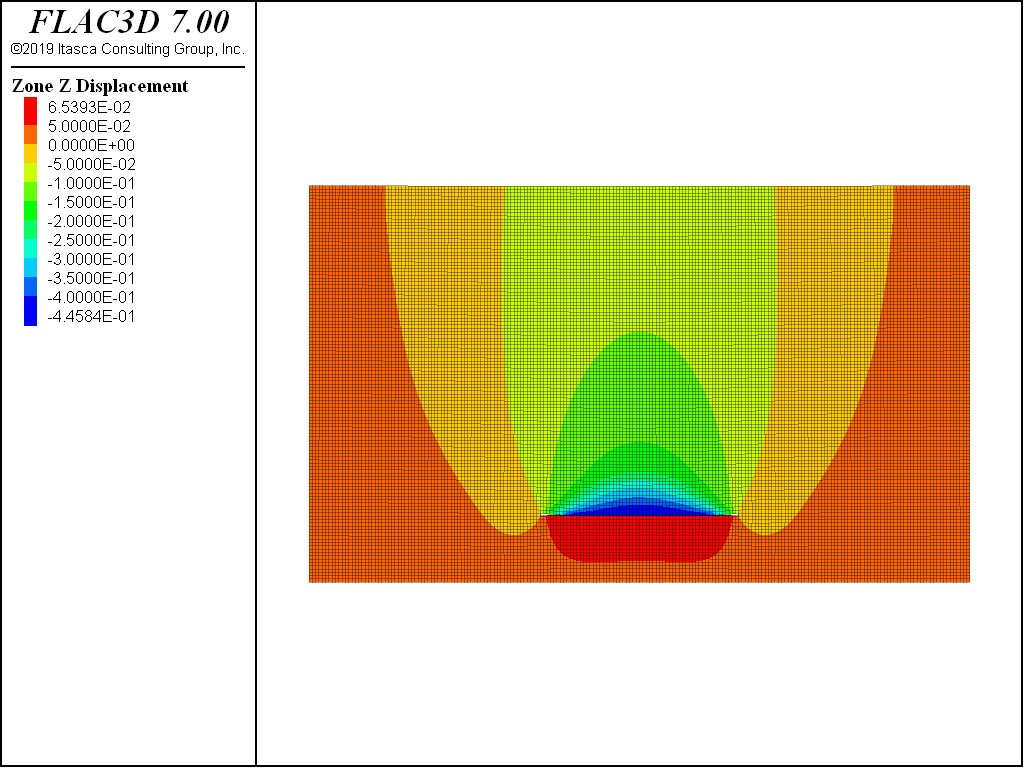 FLAC3D 7.00
©2019 Itasca Consulting Group, Inc.
Zone Z Displacement
6.5393E-02
5.0000E-02
0.0000E+00
-5.0000E-02
-1.0000E-01
-1.5000E-01
-2.0000E-01
-2.5000E-01
-3.0000E-01
-3.5000E-01
-4.0000E-01
-4.4584E-01